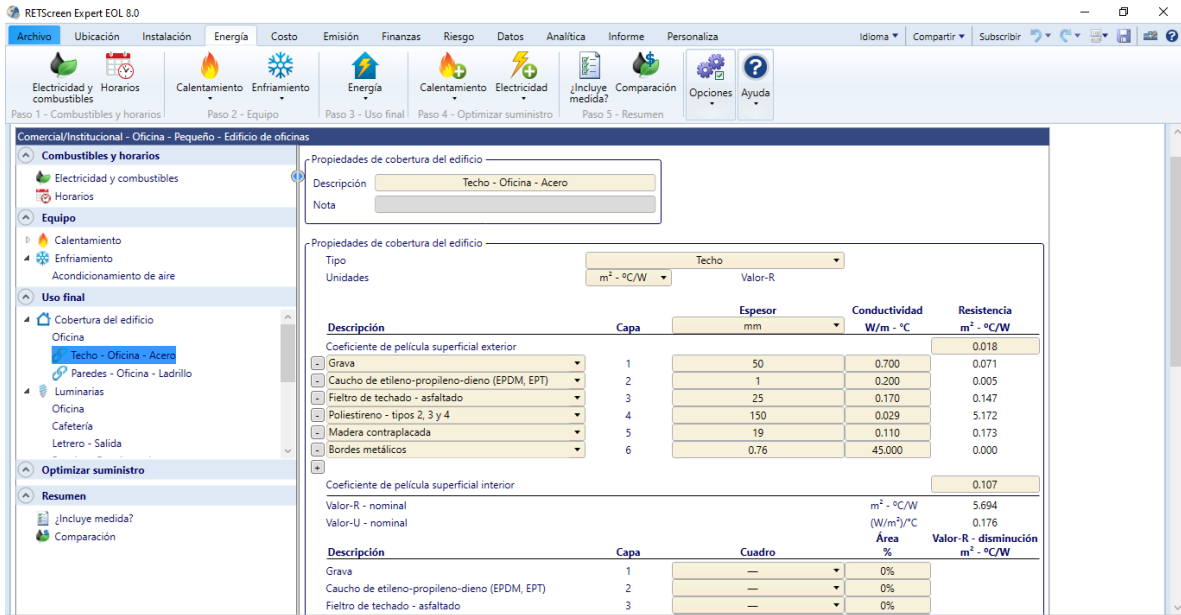 RETScreen Expert EOL 8.0
Archivo Ubicación Instalación Energía Costo Emisión Finanzas Riesgo Datos Analítica Informe Personaliza Idioma Compartir Subscribir
Electricidad y combustibles Horarios Calentamiento Enfriamiento Energía Calentamiento Electricidad ¿Incluye medida? Comparación Opciones Ayuda
Paso 1 - Combustibles y horarios Paso 2 - Equipo Paso 3 - Uso final Paso 4 - Optimizar suministro Paso 5 - Resumen
Comercial/Institucional - Oficina - Pequeño - Edificio de oficinas
Combustibles y horarios
Electricidad y combustibles
Horarios
Equipo
Calentamiento
Enfriamiento
Acondicionamiento de aire
Uso final
Cobertura del edificio
Oficina
Techo - Oficina - Acero
Paredes - Oficina - Ladrillo
Luminarias
Oficina
Cafetería
Letrero - Salida
Optimizar suministro
Resumen
¿Incluye medida?
Comparación
Propiedades de cobertura del edificio
Descripción Techo - Oficina - Acero
Nota
Propiedades de cobertura del edificio
Tipo Techo
Unidades m² - °C/W Valor-R
Espesor Conductividad Resistencia
Descripción Capa mm W/m - °C m² - °C/W
Coeficiente de película superficial exterior 0.018
- Grava 1 50 0.700 0.071
- Caucho de etileno-propileno-dieno (EPDM, EPT) 2 1 0.200 0.005
- Fieltro de techado - asfaltado 3 25 0.170 0.147
- Poliestireno - tipos 2, 3 y 4 4 150 0.029 5.172
- Madera contraplacada 5 19 0.110 0.173
- Bordes metálicos 6 0.76 45.000 0.000
+
Coeficiente de película superficial interior 0.107
Valor-R - nominal m² - °C/W 5.694
Valor-U - nominal (W/m²)/°C 0.176
Área Valor-R - disminución
Descripción Capa Cuadro % m² - °C/W
Grava 1 — 0%
Caucho de etileno-propileno-dieno (EPDM, EPT) 2 — 0%
Fieltro de techado - asfaltado 3 — 0%